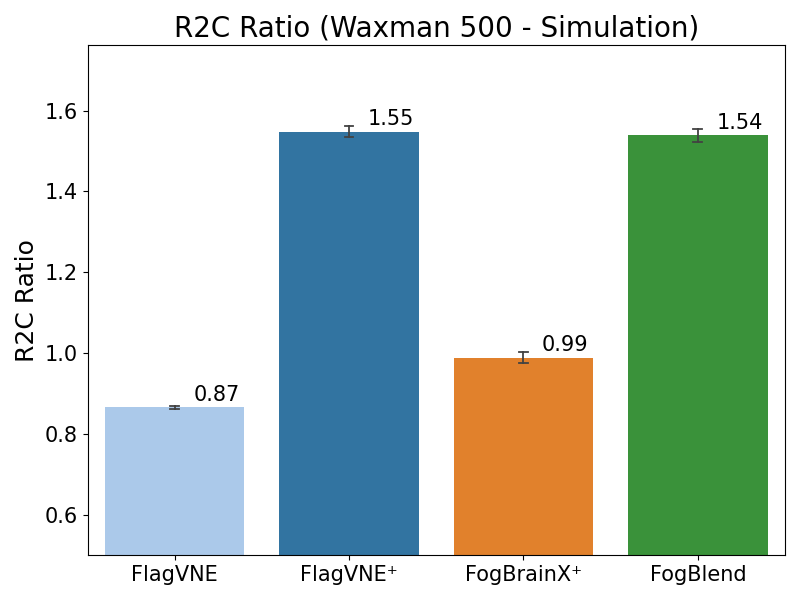 R2C Ratio (Waxman 500 - Simulation)
R2C Ratio
1.6
1.4
1.2
1.0
0.8
0.6
0.87
1.55
0.99
1.54
FlagVNE
FlagVNE⁺
FogBrainX⁺
FogBlend